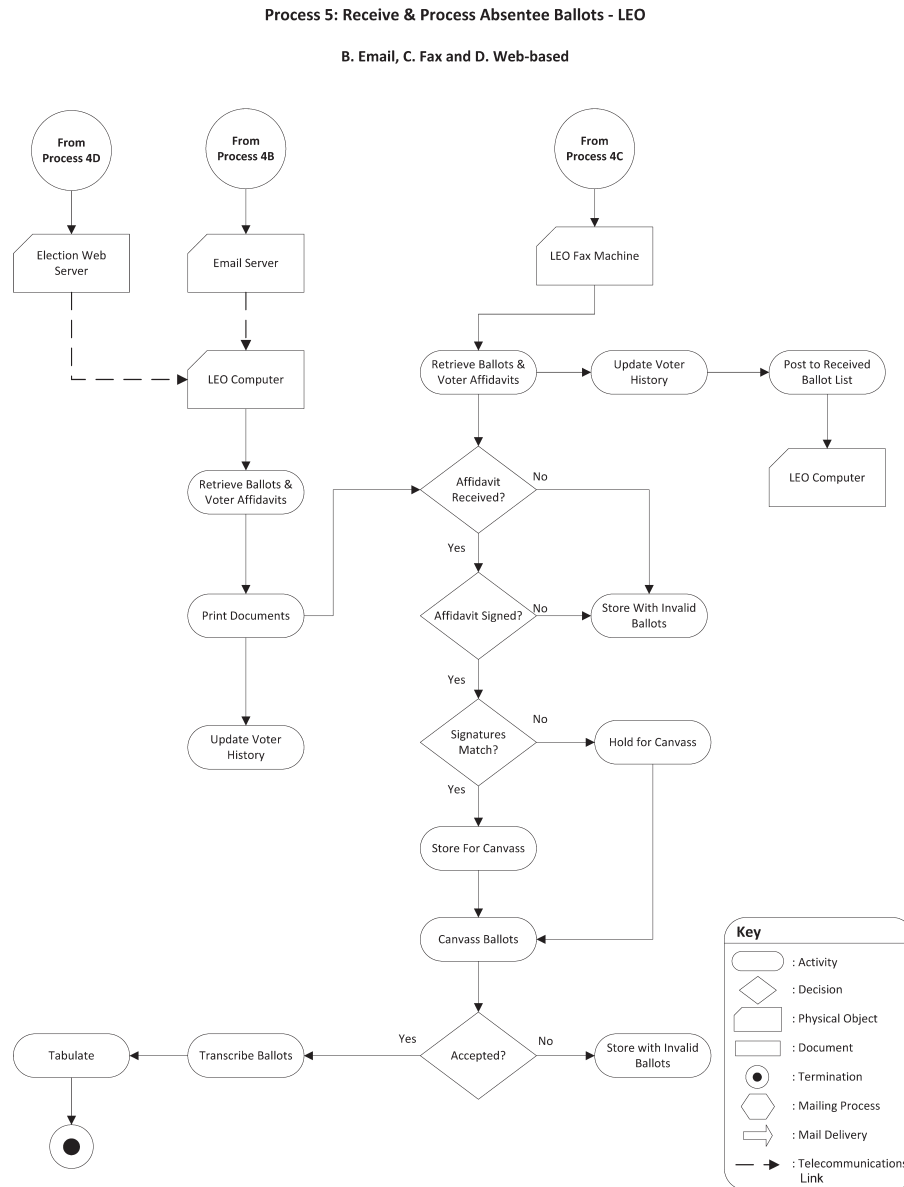 Process 5: Receive & Process Absentee Ballots - LEO
B. Email, C. Fax and D. Web-based
From
Process 4D
From
Process 4B
From
Process 4C
Election Web
Server
Email Server
LEO Fax Machine
LEO Computer
Retrieve Ballots &
Voter Affidavits
Update Voter
History
Post to Received
Ballot List
LEO Computer
Retrieve Ballots &
Voter Affidavits
Affidavit
Received?
No
Yes
Print Documents
Affidavit Signed?
No
Store With Invalid
Ballots
Yes
Update Voter
History
Signatures
Match?
No
Hold for Canvass
Yes
Store For Canvass
Canvass Ballots
Tabulate
Transcribe Ballots
Yes
Accepted?
No
Store with Invalid
Ballots
Key
: Activity
: Decision
: Physical Object
: Document
: Termination
: Mailing Process
: Mail Delivery
: Telecommunications
Link